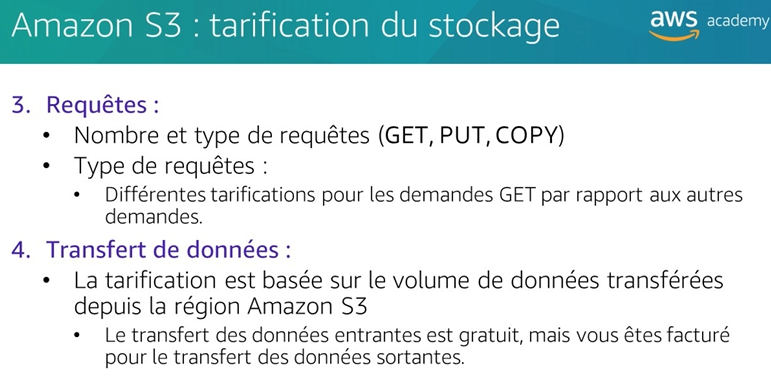 Amazon S3 : tarification du stockage
aws academy
3. Requêtes :
• Nombre et type de requêtes (GET, PUT, COPY)
• Type de requêtes :
• Différentes tarifications pour les demandes GET par rapport aux autres
demandes.
4. Transfert de données :
• La tarification est basée sur le volume de données transférées
depuis la région Amazon S3
• Le transfert des données entrantes est gratuit, mais vous êtes facturé
pour le transfert des données sortantes.